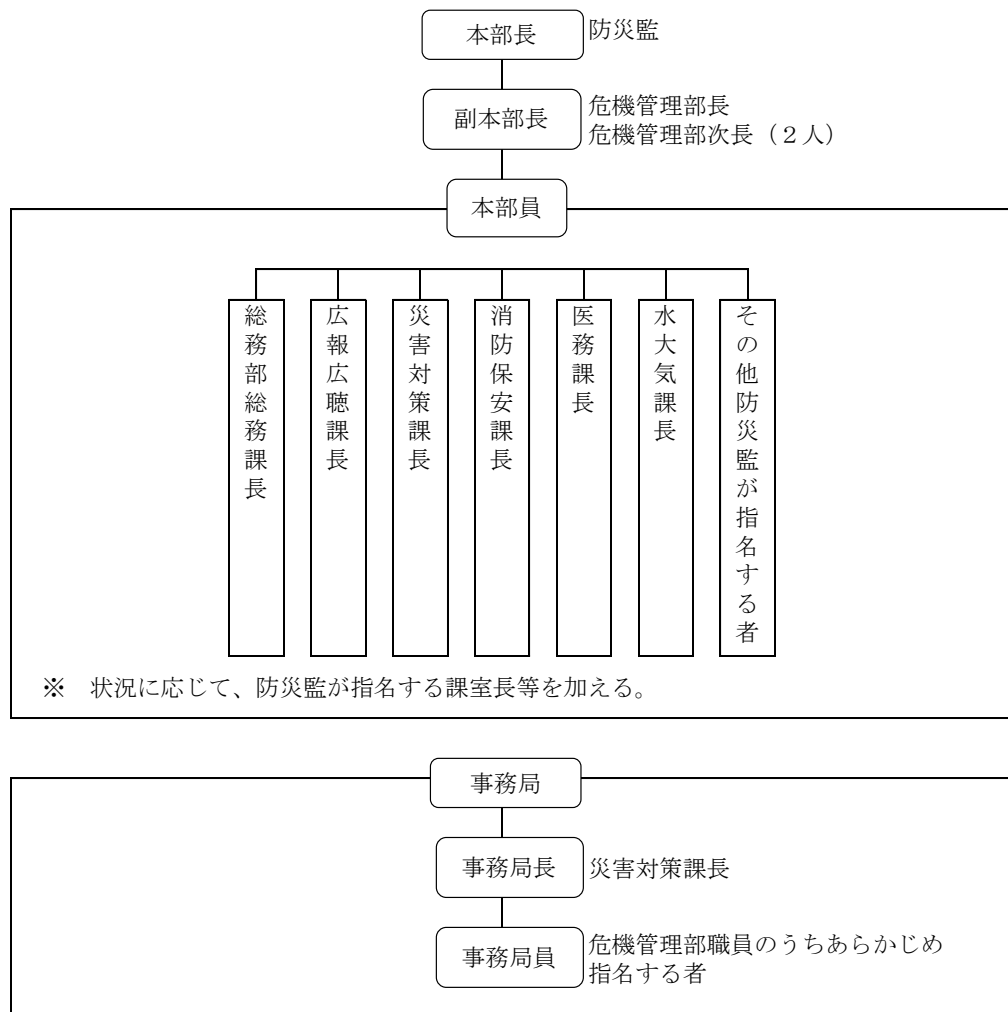 本部長
防災監
副本部長
危機管理部長
危機管理部次長（２人）
本部員
総務部総務課長
広報広聴課長
災害対策課長
消防保安課長
医務課長
水大気課長
その他防災監が指名する者
※　状況に応じて、防災監が指名する課室長等を加える。
事務局
事務局長
災害対策課長
事務局員
危機管理部職員のうちあらかじめ
指名する者